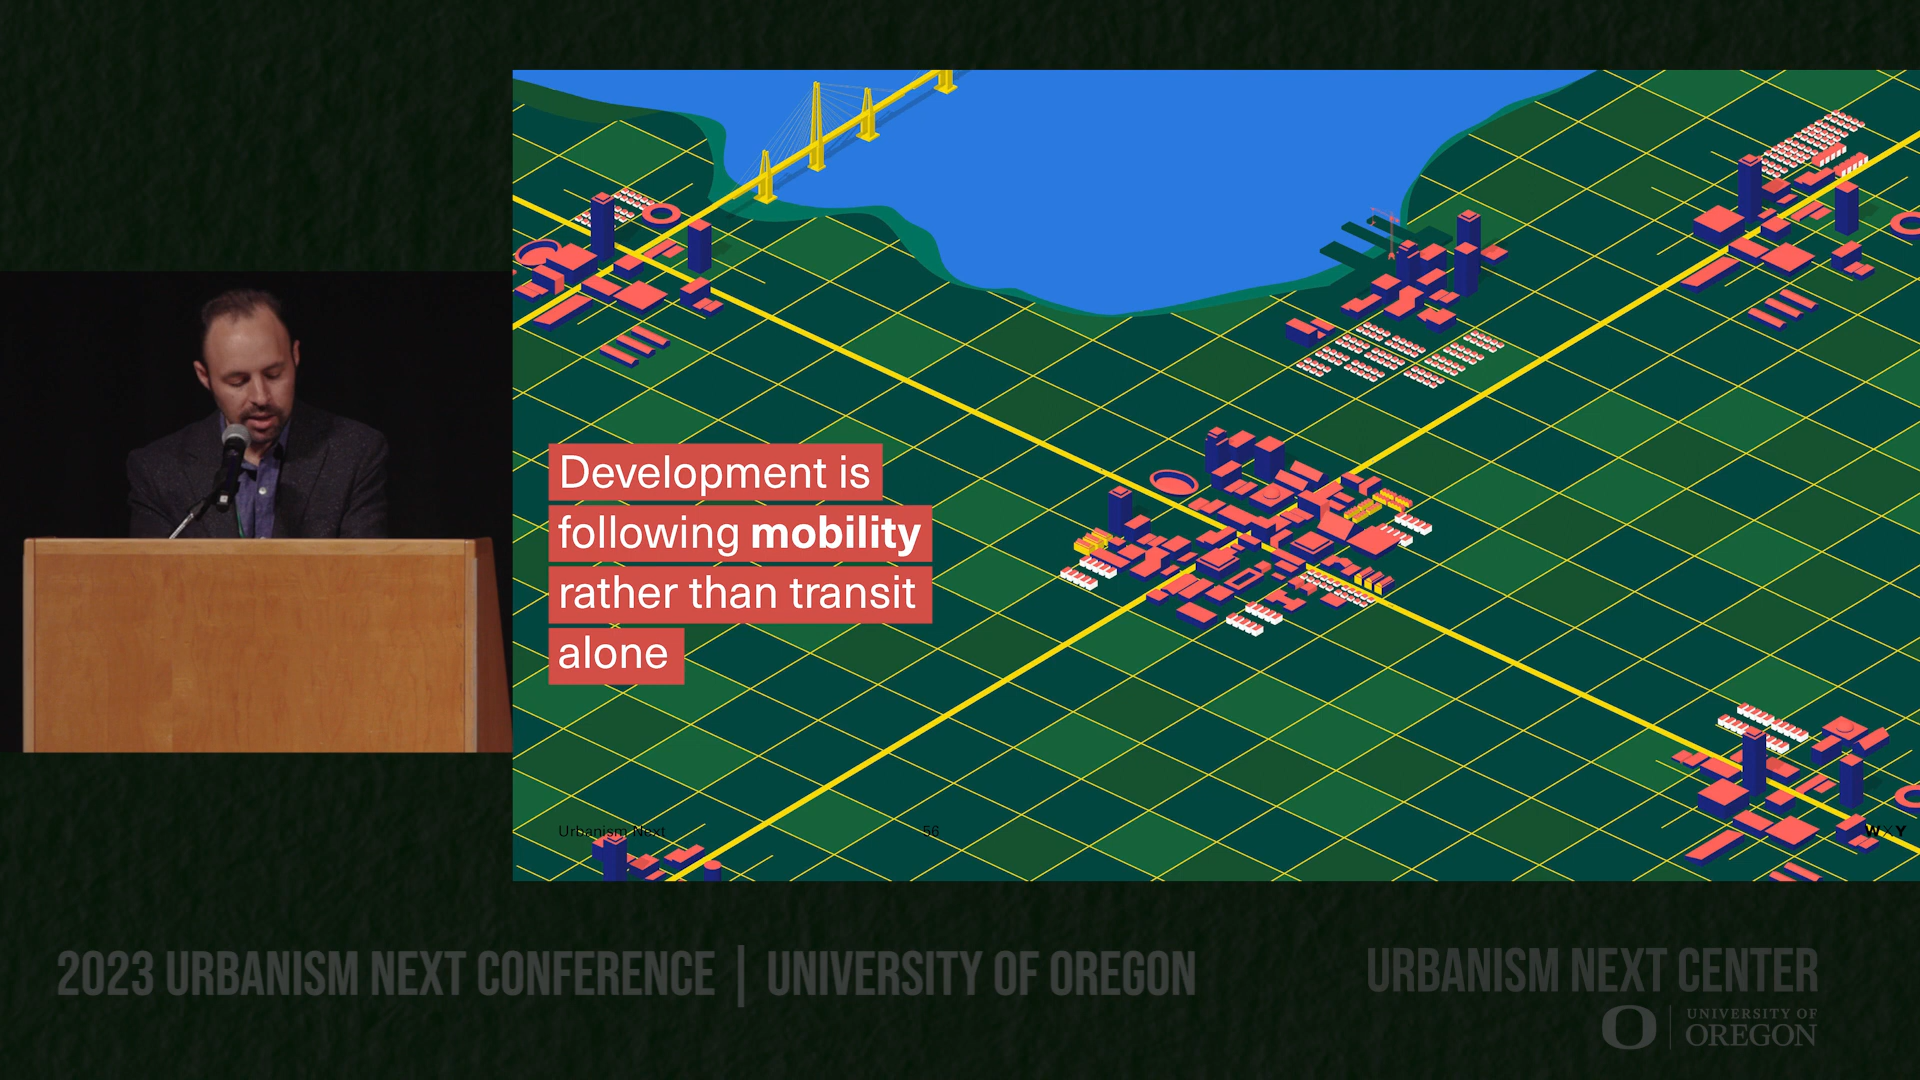 Development is
following mobility
rather than transit
alone
Urbanism Next
56
WXY
2023 URBANISM NEXT CONFERENCE | UNIVERSITY OF OREGON
URBANISM NEXT CENTER
O | UNIVERSITY OF
OREGON